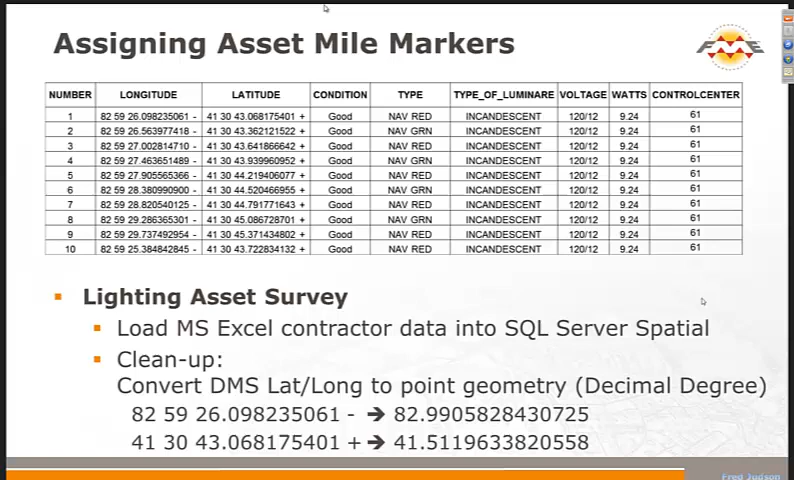 Assigning Asset Mile Markers
FME
NUMBER LONGITUDE LATITUDE CONDITION TYPE TYPE_OF_LUMINARE VOLTAGE WATTS CONTROLCENTER
1 82 59 26.098235061 - 41 30 43.068175401 + Good NAV RED INCANDESCENT 120/12 9.24 61
2 82 59 26.563977418 - 41 30 43.362121522 + Good NAV GRN INCANDESCENT 120/12 9.24 61
3 82 59 27.002814710 - 41 30 43.641866642 + Good NAV RED INCANDESCENT 120/12 9.24 61
4 82 59 27.463651489 - 41 30 43.939960952 + Good NAV GRN INCANDESCENT 120/12 9.24 61
5 82 59 27.905565366 - 41 30 44.219406077 + Good NAV RED INCANDESCENT 120/12 9.24 61
6 82 59 28.380990900 - 41 30 44.520466955 + Good NAV GRN INCANDESCENT 120/12 9.24 61
7 82 59 28.820540125 - 41 30 44.791771643 + Good NAV RED INCANDESCENT 120/12 9.24 61
8 82 59 29.286365301 - 41 30 45.086728701 + Good NAV GRN INCANDESCENT 120/12 9.24 61
9 82 59 29.737492954 - 41 30 45.371434802 + Good NAV RED INCANDESCENT 120/12 9.24 61
10 82 59 25.384842845 - 41 30 43.722834132 + Good NAV RED INCANDESCENT 120/12 9.24 61
Lighting Asset Survey
Load MS Excel contractor data into SQL Server Spatial
Clean-up:
Convert DMS Lat/Long to point geometry (Decimal Degree)
82 59 26.098235061 - ➔ 82.9905828430725
41 30 43.068175401 + ➔ 41.5119633820558
Fred Judson